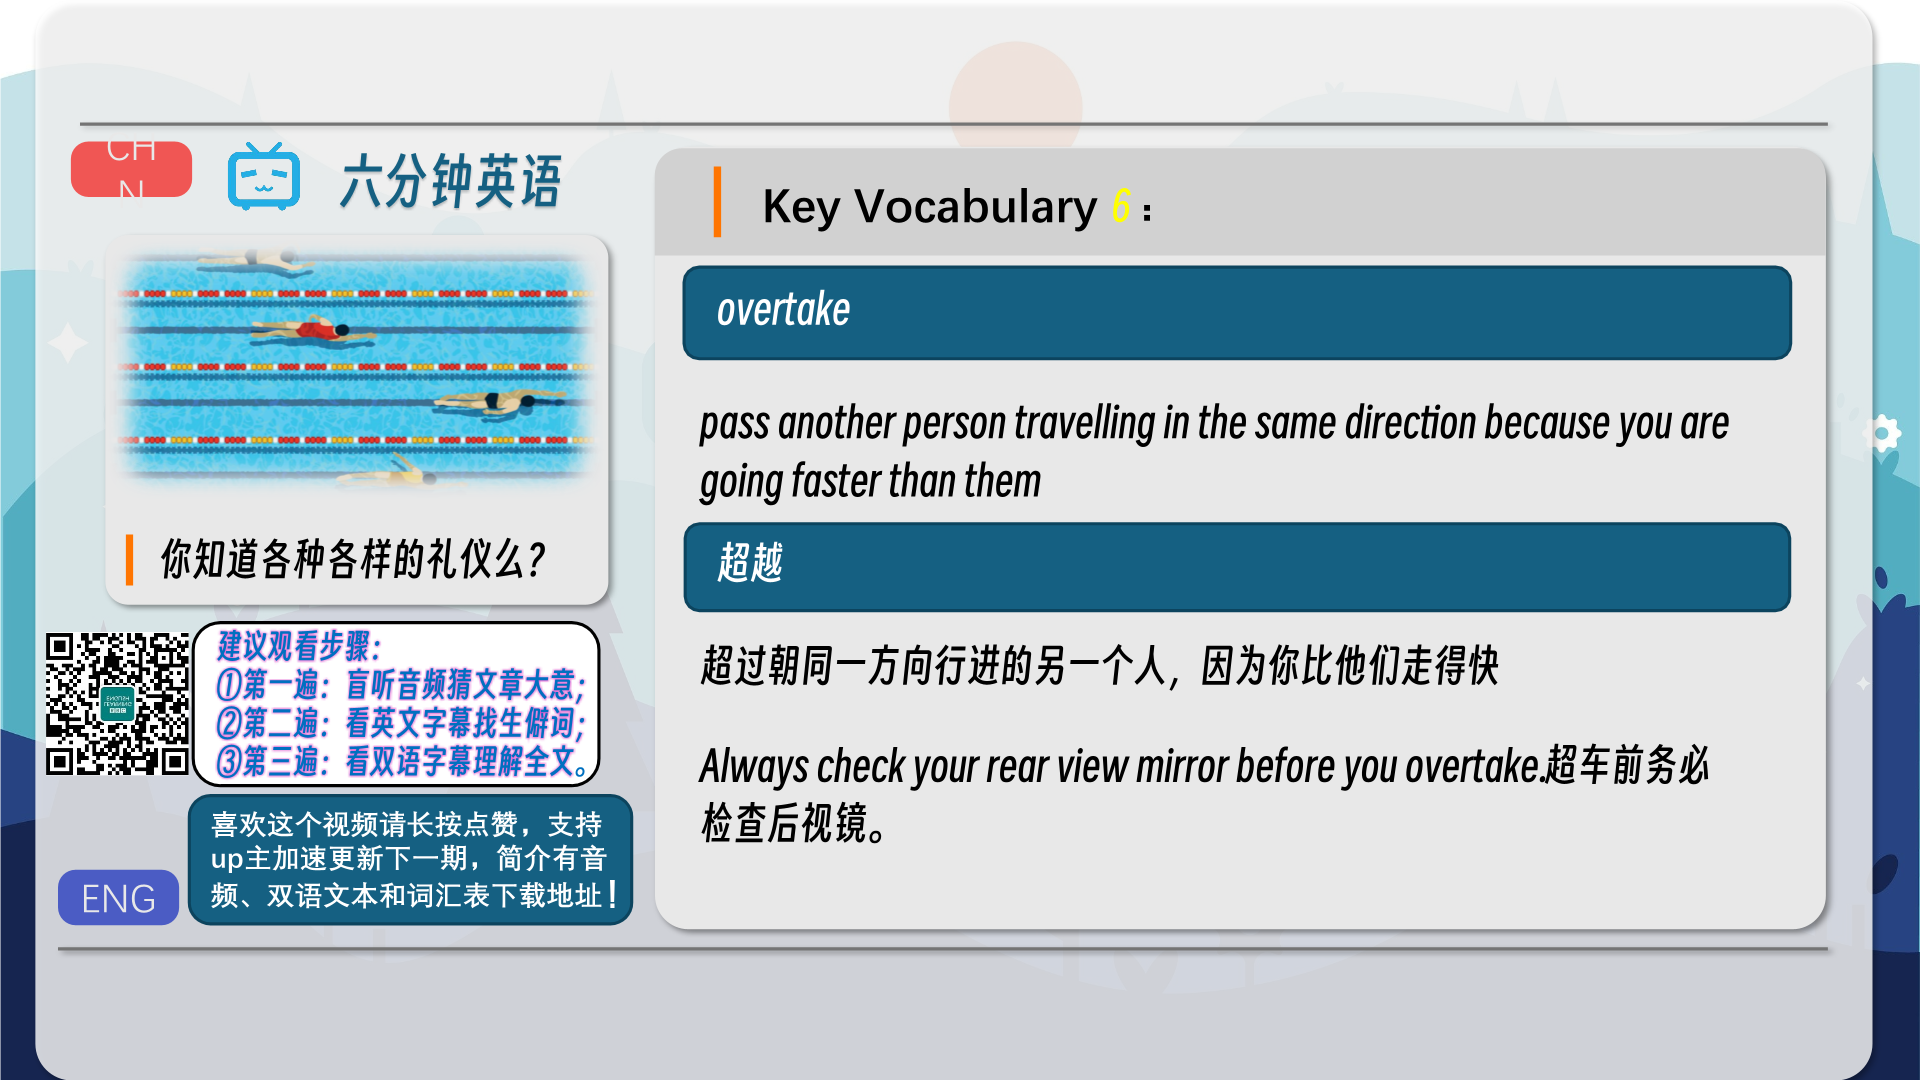 CH
N
六分钟英语
你知道各种各样的礼仪么?
建议观看步骤：
①第一遍：盲听音频猜文章大意；
②第二遍：看英文字幕找生僻词；
③第三遍：看双语字幕理解全文。
喜欢这个视频请长按点赞，支持
up主加速更新下一期，简介有音
频、双语文本和词汇表下载地址！
ENG
Key Vocabulary 6：
overtake
pass another person travelling in the same direction because you are
going faster than them
超越
超过朝同一方向行进的另一个人，因为你比他们走得快
Always check your rear view mirror before you overtake.超车前务必
检查后视镜。